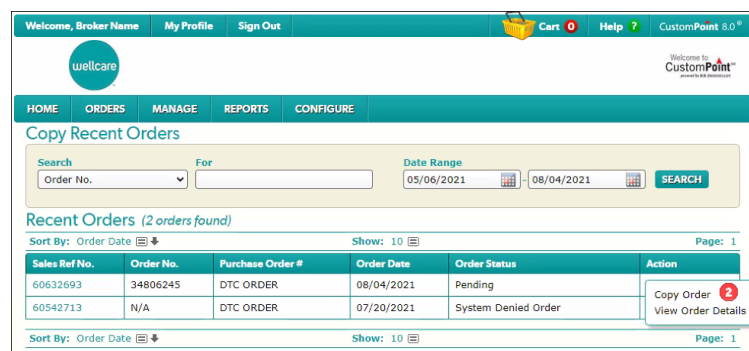 Welcome, Broker Name My Profile Sign Out Cart 0 Help ? CustomPoint 8.0®
wellcare
Welcome to
CustomPoint™
HOME ORDERS MANAGE REPORTS CONFIGURE
Copy Recent Orders
Search For Date Range
Order No. 05/06/2021 - 08/04/2021 SEARCH
Recent Orders (2 orders found)
Sort By: Order Date Show: 10 Page: 1
Sales Ref No. Order No. Purchase Order # Order Date Order Status Action
60632693 34806245 DTC ORDER 08/04/2021 Pending
Copy Order 2
60542713 N/A DTC ORDER 07/20/2021 System Denied Order
View Order Details
Sort By: Order Date Show: 10 Page: 1